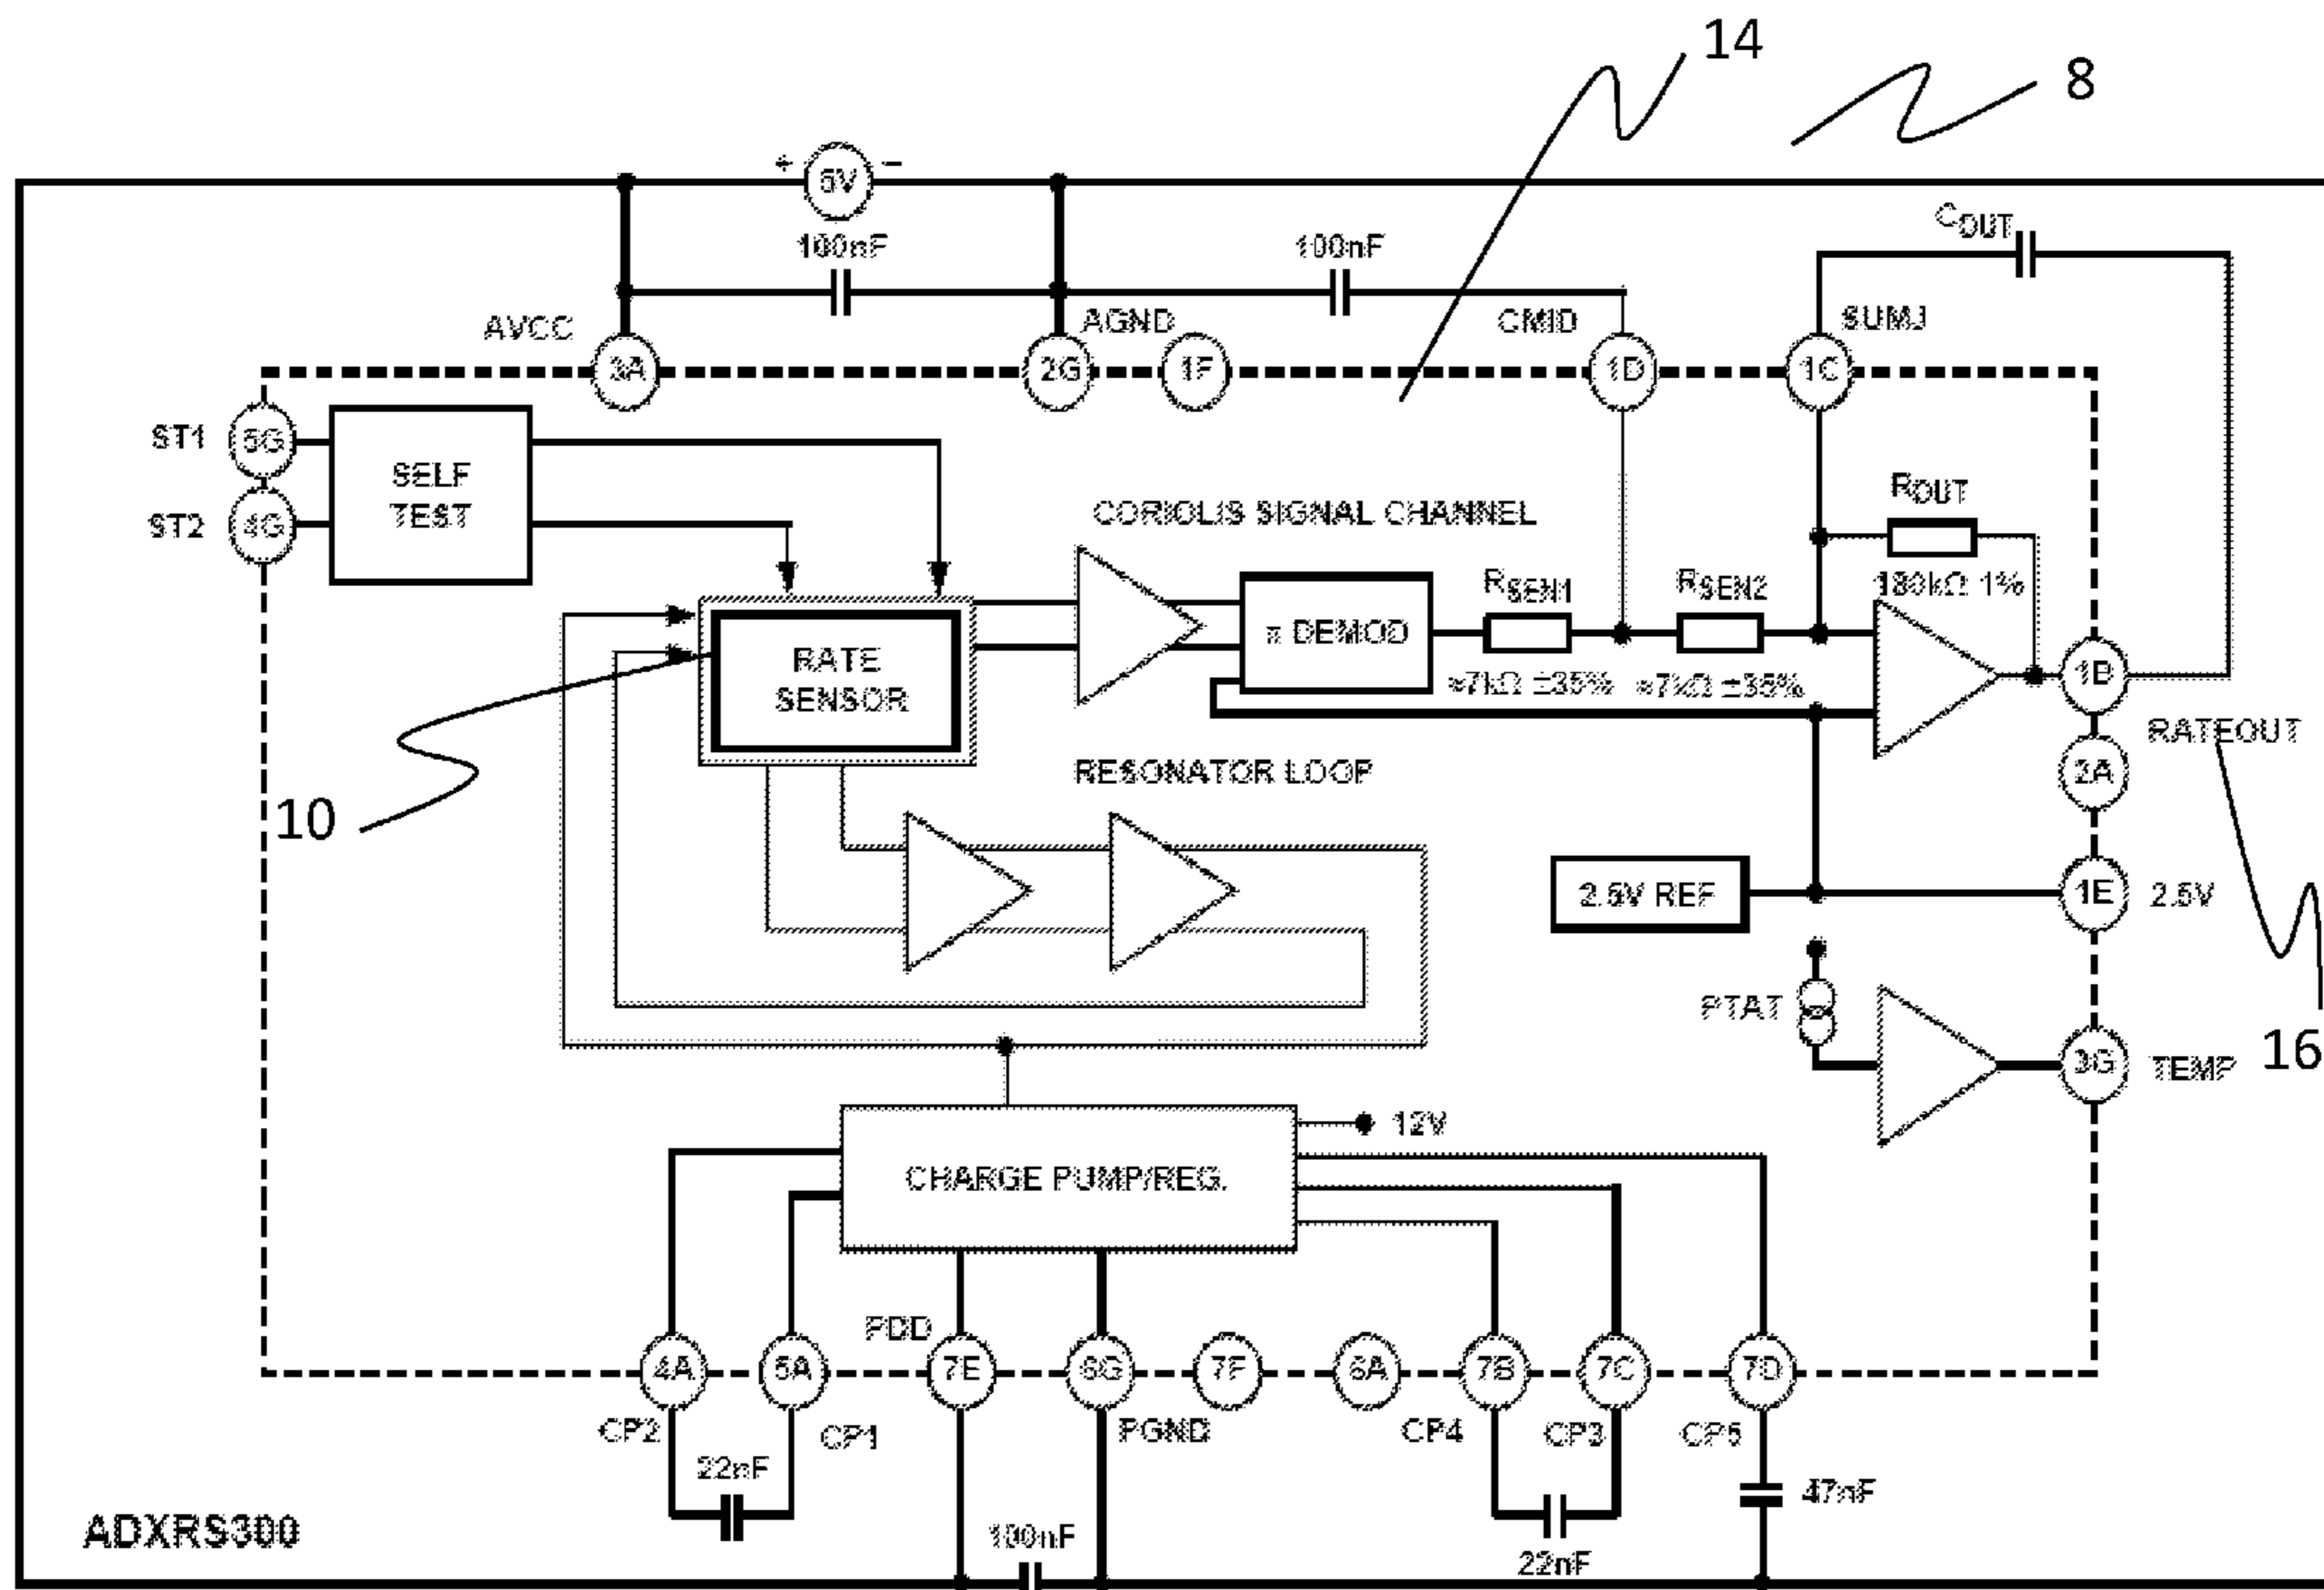 14
8
+ 5V −
100nF
100nF
COUT
AVCC
AGND
CMID
SUMJ
3A
2G
1F
1D
1C
ST1
5G
ST2
4G
SELF
TEST
CORIOLIS SIGNAL CHANNEL
ROUT
180kΩ 1%
RATE
SENSOR
π DEMOD
RSEN1
RSEN2
≈7kΩ ±35%
≈7kΩ ±35%
1B
RATEOUT
2A
RESONATOR LOOP
10
2.5V REF
1E
2.5V
PTAT
3G
TEMP
16
12V
CHARGE PUMP/REG.
PDD
4A
5A
7E
6G
7F
6A
7B
7C
7D
CP2
CP1
PGND
CP4
CP3
CP5
22nF
47nF
ADXRS300
100nF
22nF